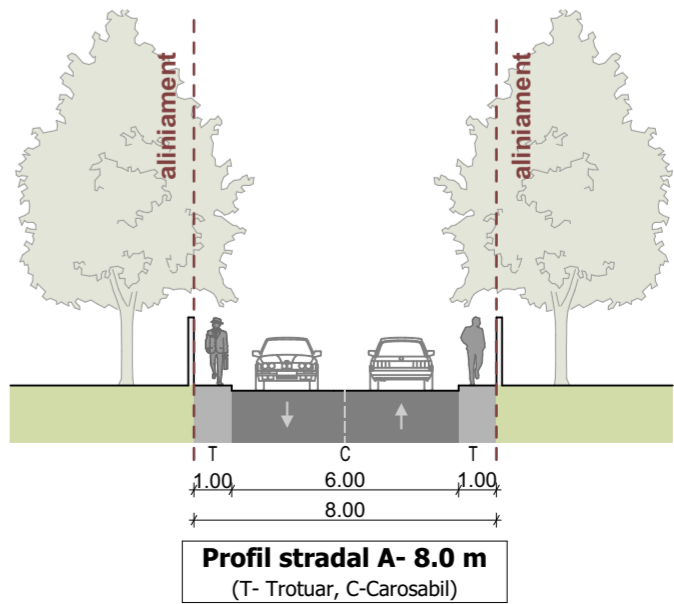 aliniament aliniament
T C T
1.00 6.00 1.00
8.00
Profil stradal A- 8.0 m
(T- Trotuar, C-Carosabil)